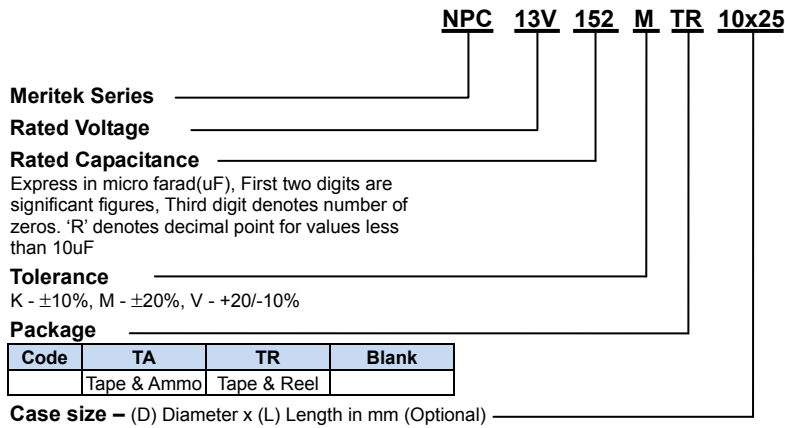 NPC 13V 152 M TR 10x25
Meritek Series
Rated Voltage
Rated Capacitance
Express in micro farad(uF), First two digits are
significant figures, Third digit denotes number of
zeros. ‘R’ denotes decimal point for values less
than 10uF
Tolerance
K - ±10%, M - ±20%, V - +20/-10%
Package
Code TA TR Blank
Tape & Ammo Tape & Reel
Case size – (D) Diameter x (L) Length in mm (Optional)